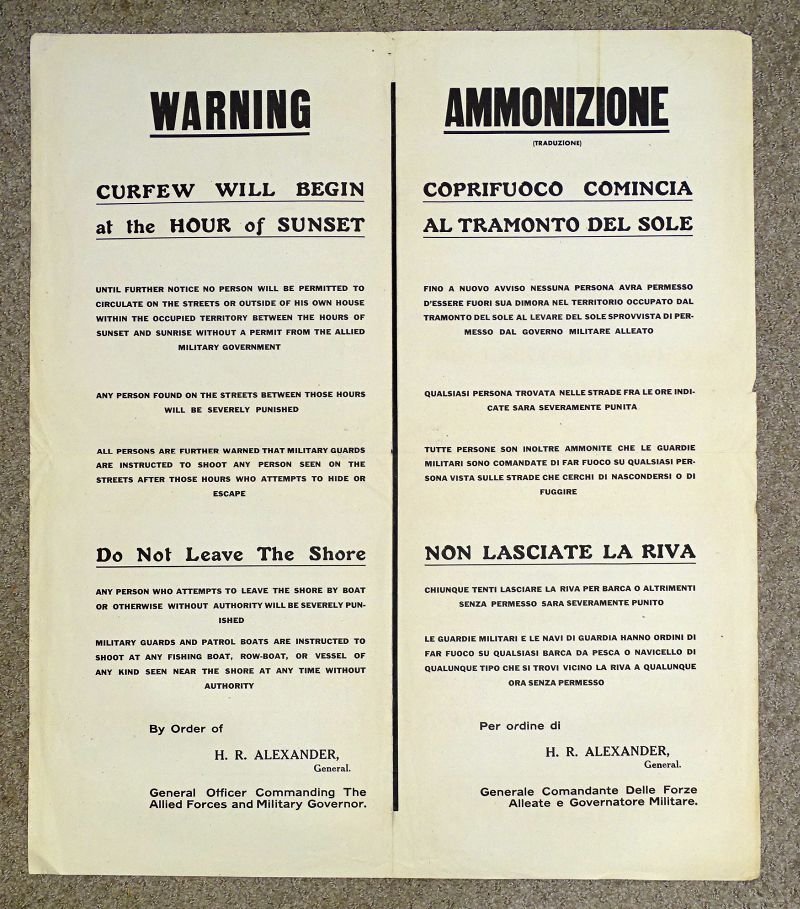 WARNING
CURFEW WILL BEGIN
at the HOUR of SUNSET
UNTIL FURTHER NOTICE NO PERSON WILL BE PERMITTED TO
CIRCULATE ON THE STREETS OR OUTSIDE OF HIS OWN HOUSE
WITHIN THE OCCUPIED TERRITORY BETWEEN THE HOURS OF
SUNSET AND SUNRISE WITHOUT A PERMIT FROM THE ALLIED
MILITARY GOVERNMENT
ANY PERSON FOUND ON THE STREETS BETWEEN THOSE HOURS
WILL BE SEVERELY PUNISHED
ALL PERSONS ARE FURTHER WARNED THAT MILITARY GUARDS
ARE INSTRUCTED TO SHOOT ANY PERSON SEEN ON THE
STREETS AFTER THOSE HOURS WHO ATTEMPTS TO HIDE OR
ESCAPE
Do Not Leave The Shore
ANY PERSON WHO ATTEMPTS TO LEAVE THE SHORE BY BOAT
OR OTHERWISE WITHOUT AUTHORITY WILL BE SEVERELY PUN-
ISHED
MILITARY GUARDS AND PATROL BOATS ARE INSTRUCTED TO
SHOOT AT ANY FISHING BOAT, ROW-BOAT, OR VESSEL OF
ANY KIND SEEN NEAR THE SHORE AT ANY TIME WITHOUT
AUTHORITY
By Order of
H. R. ALEXANDER,
General.
General Officer Commanding The
Allied Forces and Military Governor.
AMMONIZIONE
(TRADUZIONE)
COPRIFUOCO COMINCIA
AL TRAMONTO DEL SOLE
FINO A NUOVO AVVISO NESSUNA PERSONA AVRA PERMESSO
D'ESSERE FUORI SUA DIMORA NEL TERRITORIO OCCUPATO DAL
TRAMONTO DEL SOLE AL LEVARE DEL SOLE SPROVVISTA DI PER-
MESSO DAL GOVERNO MILITARE ALLEATO
QUALSIASI PERSONA TROVATA NELLE STRADE FRA LE ORE INDI-
CATE SARA SEVERAMENTE PUNITA
TUTTE PERSONE SON INOLTRE AMMONITE CHE LE GUARDIE
MILITARI SONO COMANDATE DI FAR FUOCO SU QUALSIASI PER-
SONA VISTA SULLE STRADE CHE CERCHI DI NASCONDERSI O DI
FUGGIRE
NON LASCIATE LA RIVA
CHIUNQUE TENTI LASCIARE LA RIVA PER BARCA O ALTRIMENTI
SENZA PERMESSO SARA SEVERAMENTE PUNITO
LE GUARDIE MILITARI E LE NAVI DI GUARDIA HANNO ORDINI DI
FAR FUOCO SU QUALSIASI BARCA DA PESCA O NAVICELLO DI
QUALUNQUE TIPO CHE SI TROVI VICINO LA RIVA A QUALUNQUE
ORA SENZA PERMESSO
Per ordine di
H. R. ALEXANDER,
General.
Generale Comandante Delle Forze
Alleate e Governatore Militare.